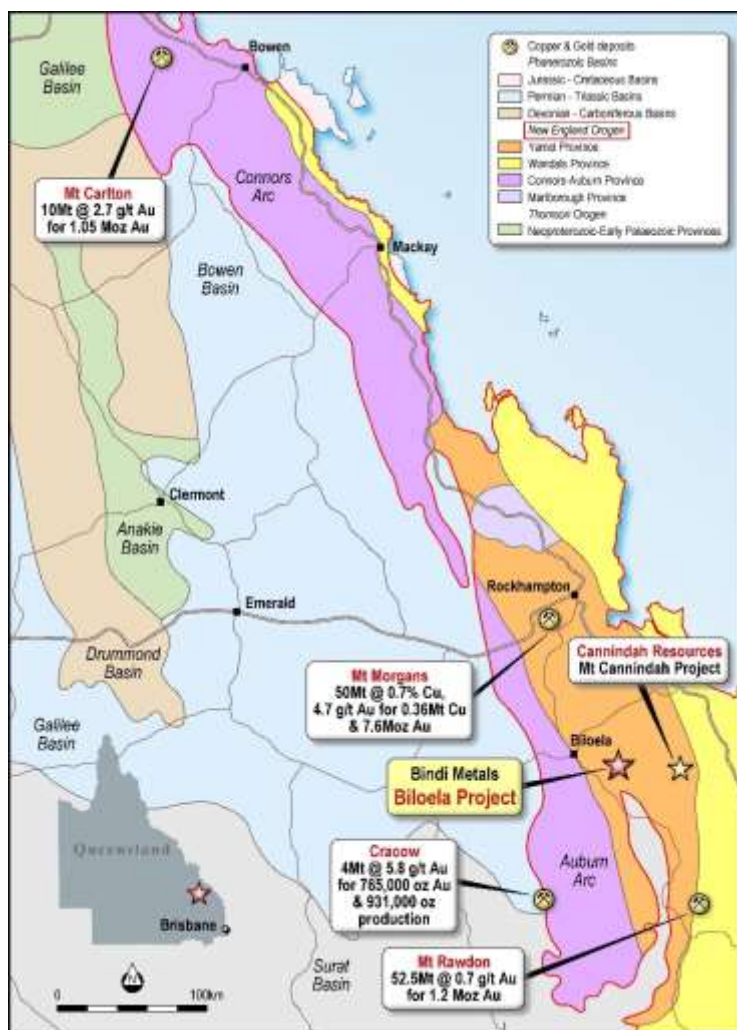 Galilee
Basin
Bowen
Copper & Gold deposits
Phanerozoic Basins
Jurassic - Cretaceous Basins
Permian - Triassic Basins
Devonian - Carboniferous Basins
New England Orogen
Yarrol Province
Wandilla Province
Connors-Auburn Province
Marlborough Province
Thomson Orogen
Neoproterozoic-Early Palaeozoic Provinces
Mt Carlton
10Mt @ 2.7 g/t Au
for 1.05 Moz Au
Connors
Arc
Mackay
Bowen
Basin
Clermont
Anakie
Basin
Emerald
Rockhampton
Drummond
Basin
Mt Morgans
50Mt @ 0.7% Cu,
4.7 g/t Au for 0.36Mt Cu
& 7.6Moz Au
Cannindah Resources
Mt Cannindah Project
Galilee
Basin
Biloela
Bindi Metals
Biloela Project
Queensland
Brisbane
Cracow
4Mt @ 5.8 g/t Au
for 765,000 oz Au
& 931,000 oz
production
Auburn
Arc
Mt Rawdon
52.5Mt @ 0.7 g/t Au
for 1.2 Moz Au
Surat
Basin
0 100km